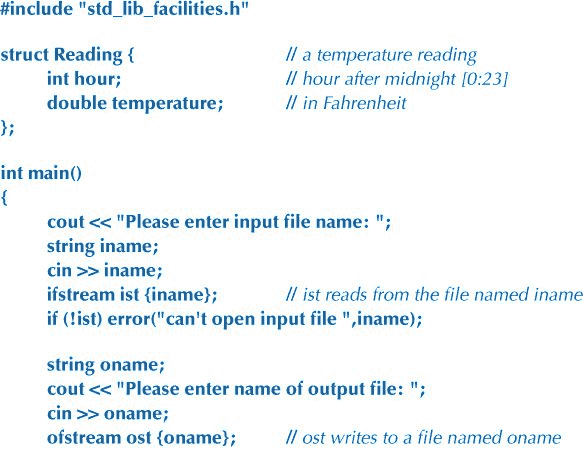 #include "std_lib_facilities.h"
struct Reading { // a temperature reading
int hour; // hour after midnight [0:23]
double temperature; // in Fahrenheit
};
int main()
{
cout << "Please enter input file name: ";
string iname;
cin >> iname;
ifstream ist {iname}; // ist reads from the file named iname
if (!ist) error("can't open input file ",iname);
string oname;
cout << "Please enter name of output file: ";
cin >> oname;
ofstream ost {oname}; // ost writes to a file named oname